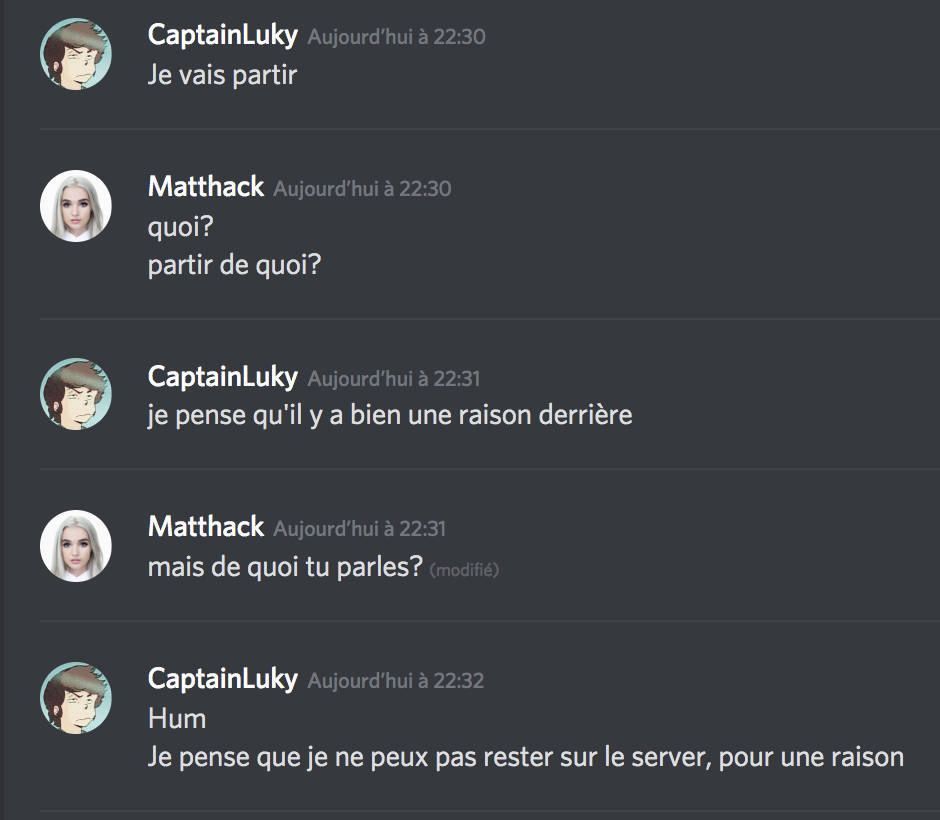 CaptainLuky Aujourd'hui à 22:30
Je vais partir
Matthack Aujourd'hui à 22:30
quoi?
partir de quoi?
CaptainLuky Aujourd'hui à 22:31
je pense qu'il y a bien une raison derrière
Matthack Aujourd'hui à 22:31
mais de quoi tu parles? (modifié)
CaptainLuky Aujourd'hui à 22:32
Hum
Je pense que je ne peux pas rester sur le server, pour une raison